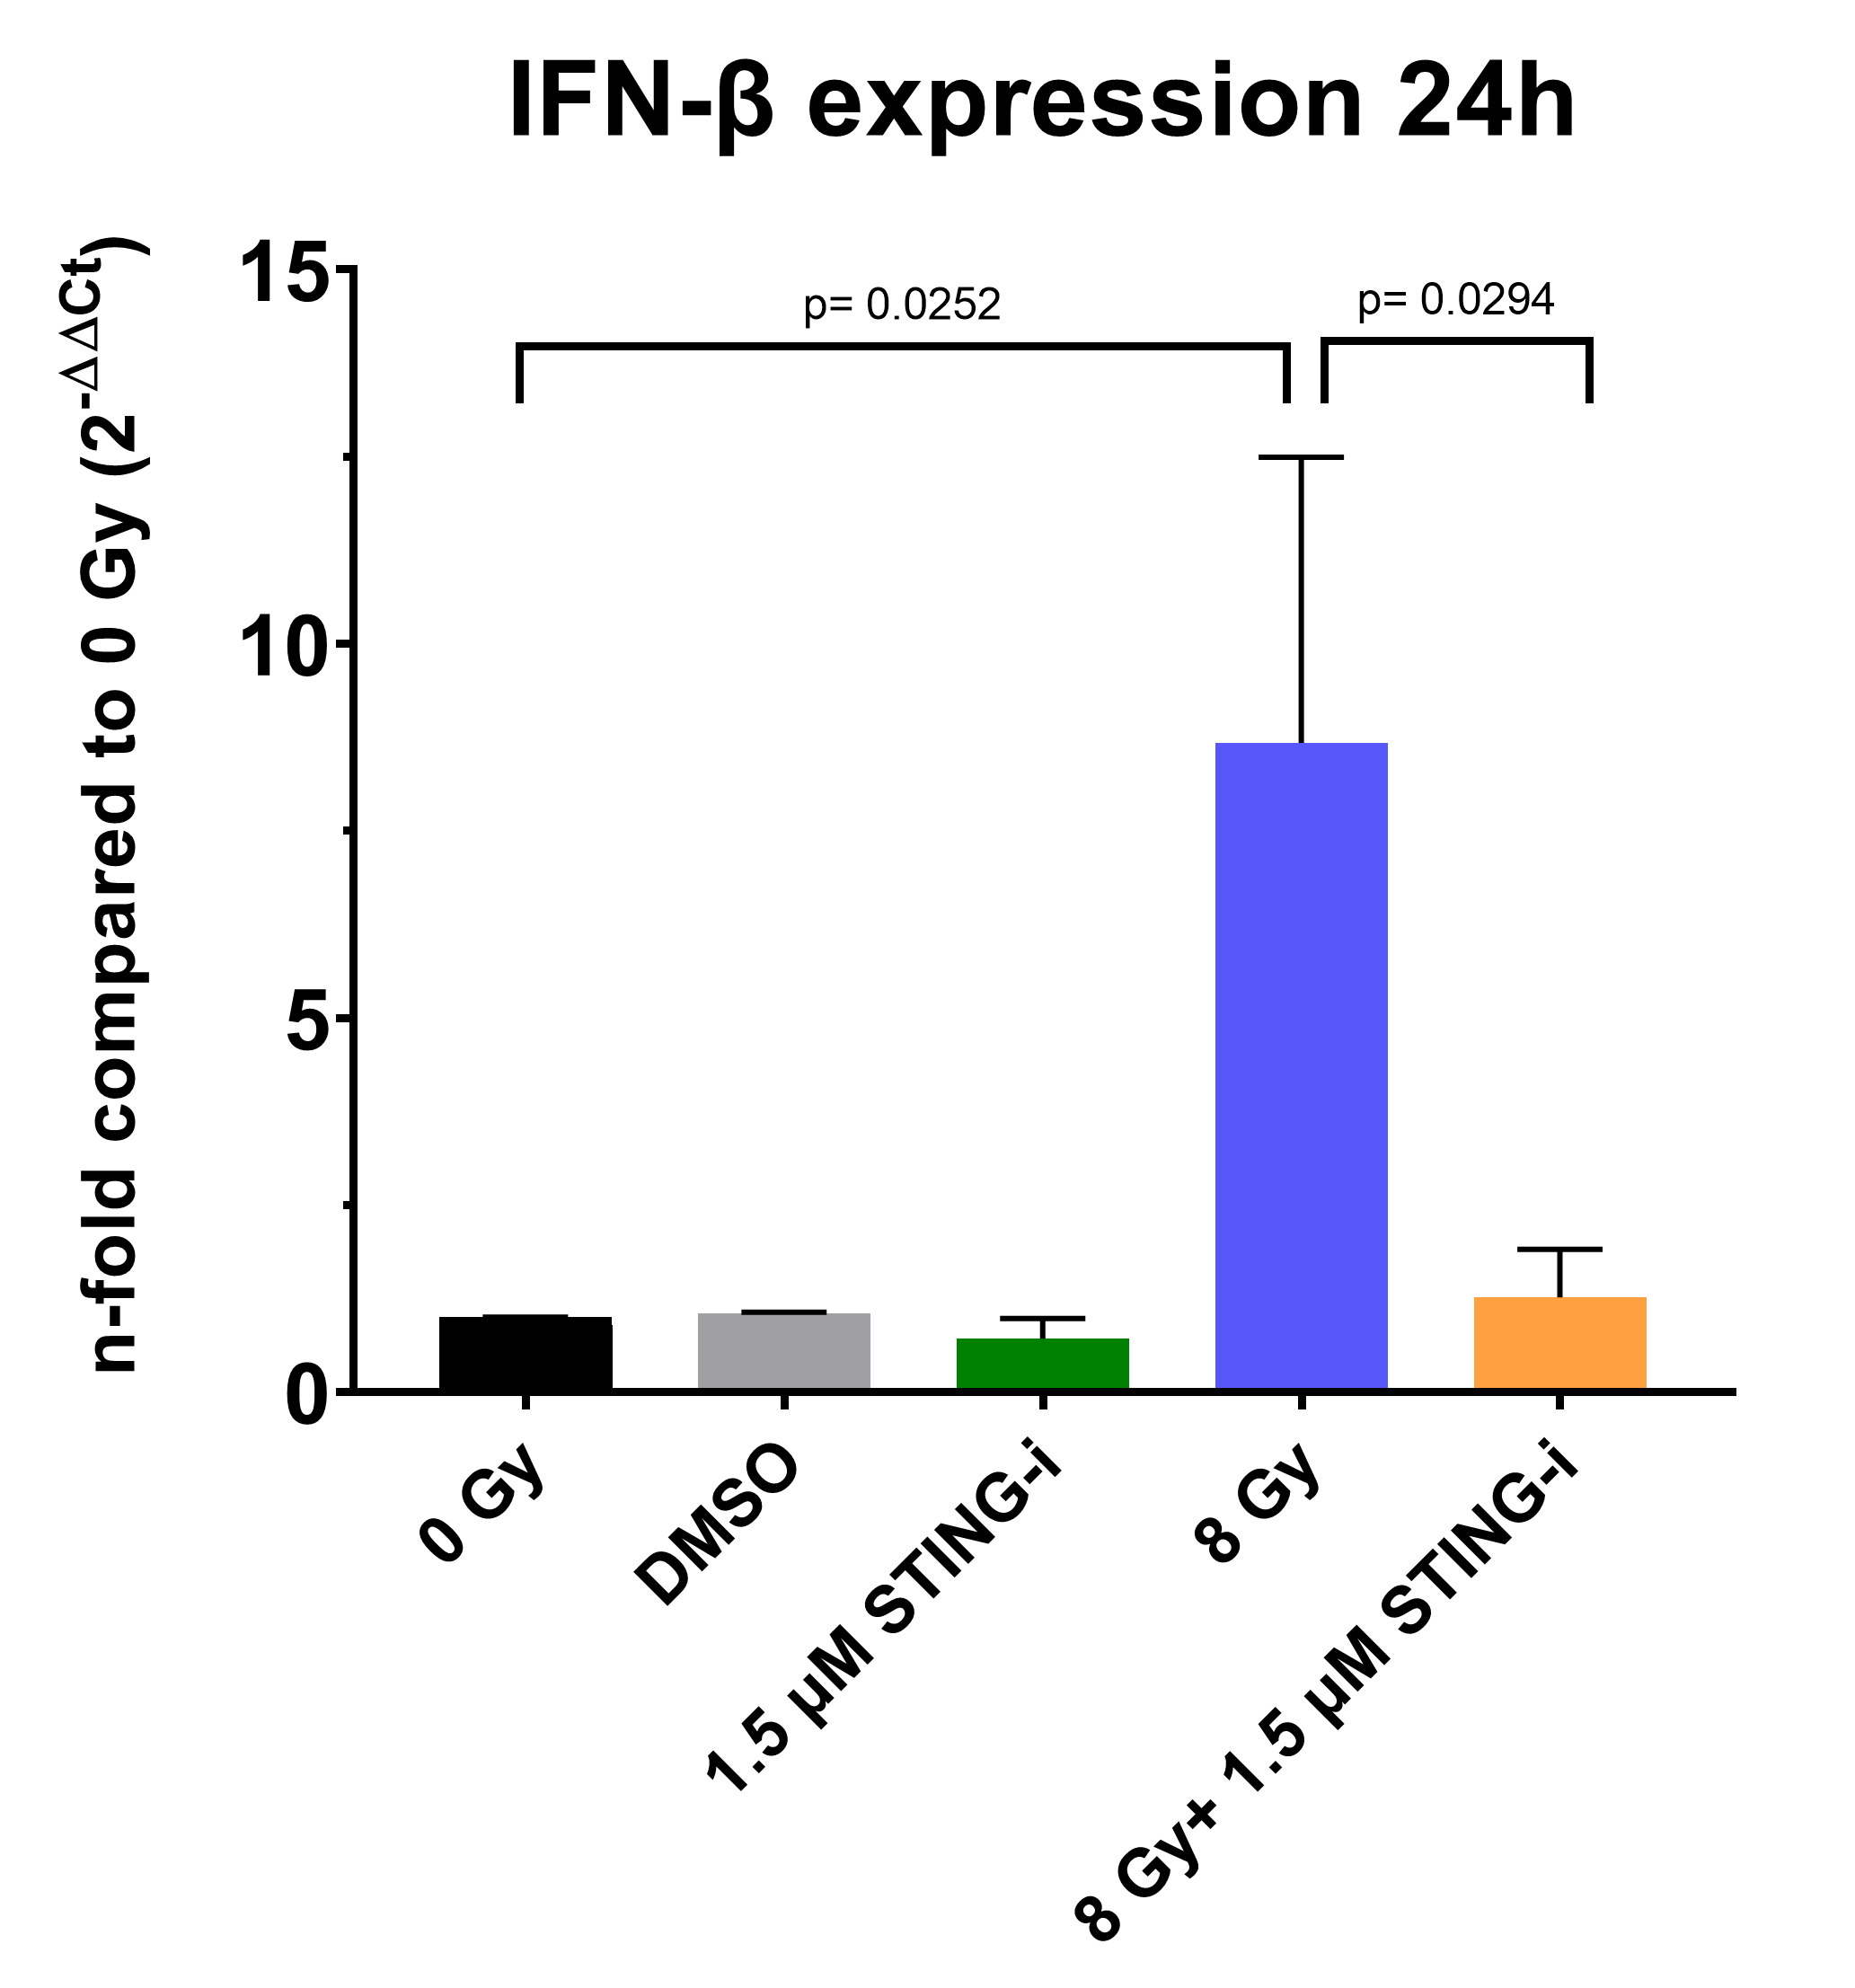 IFN-β expression 24h
n-fold compared to 0 Gy (2-△△Ct)
15
10
5
0
p= 0.0252
p= 0.0294
0 Gy
DMSO
1.5 µM STING-i
8 Gy
8 Gy+ 1.5 µM STING-i